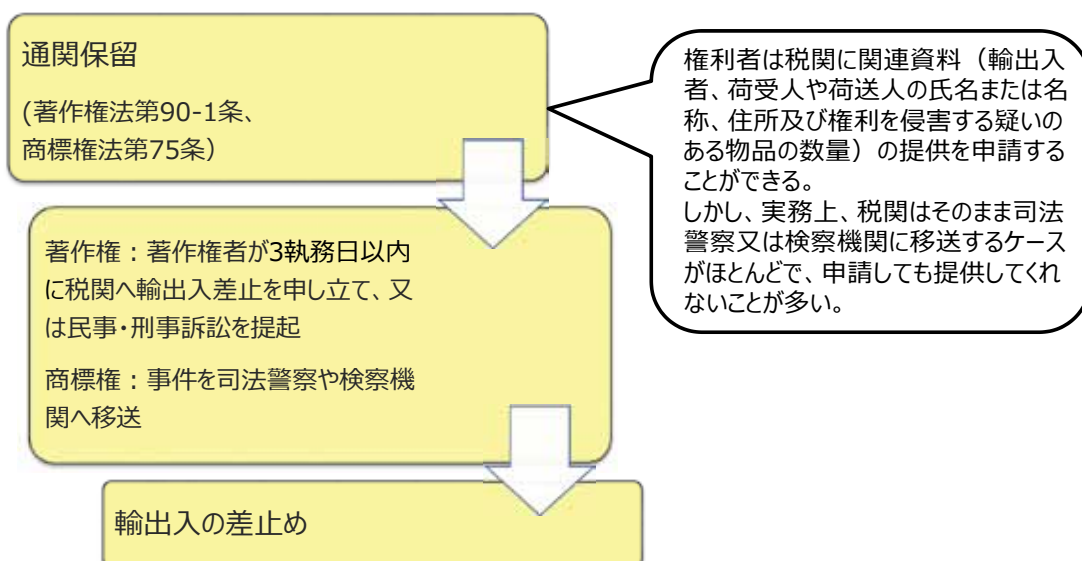 通関保留
(著作権法第90-1条、
商標権法第75条）
著作権：著作権者が3執務日以内
に税関へ輸出入差止を申し立て、又
は民事・刑事訴訟を提起
商標権：事件を司法警察や検察機
関へ移送
輸出入の差止め
権利者は税関に関連資料（輸出入
者、荷受人や荷送人の氏名または名
称、住所及び権利を侵害する疑いの
ある物品の数量）の提供を申請する
ことができる。
しかし、実務上、税関はそのまま司法
警察又は検察機関に移送するケース
がほとんどで、申請しても提供してくれ
ないことが多い。